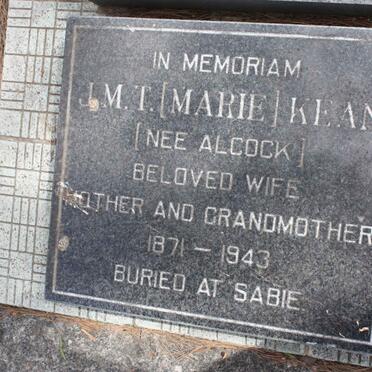 IN MEMORIAM
J.M.T. [MARIE] KEAN
[NEE ALCOCK]
BELOVED WIFE
MOTHER AND GRANDMOTHER
1871 — 1943
BURIED AT SABIE